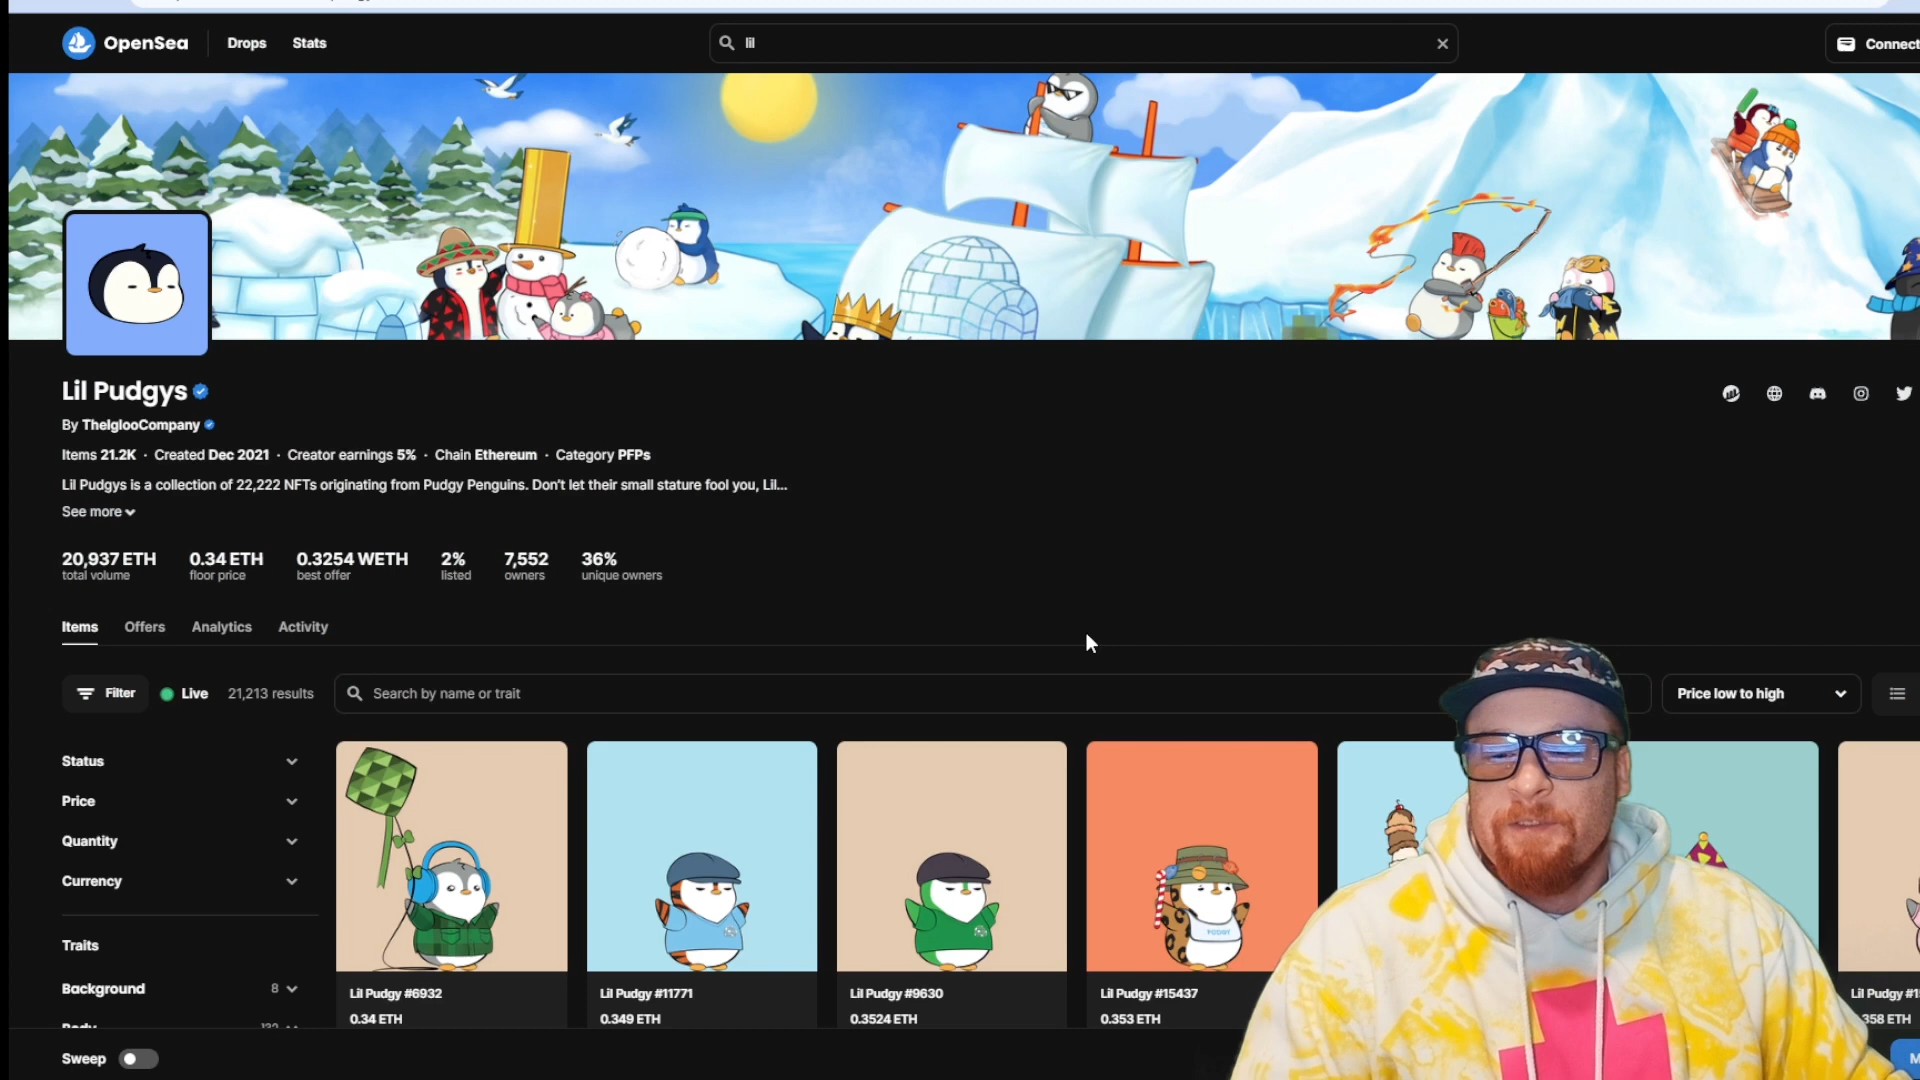 OpenSea
Drops
Stats
lil
Connect
Lil Pudgys
By TheIglooCompany
Items 21.2K · Created Dec 2021 · Creator earnings 5% · Chain Ethereum · Category PFPs
Lil Pudgys is a collection of 22,222 NFTs originating from Pudgy Penguins. Don't let their small stature fool you, Lil...
See more
20,937 ETH
total volume
0.34 ETH
floor price
0.3254 WETH
best offer
2%
listed
7,552
owners
36%
unique owners
Items
Offers
Analytics
Activity
Filter
Live
21,213 results
Search by name or trait
Price low to high
Status
Price
Quantity
Currency
Traits
Background
8
Lil Pudgy #6932
0.34 ETH
Lil Pudgy #11771
0.349 ETH
Lil Pudgy #9630
0.3524 ETH
Lil Pudgy #15437
0.353 ETH
Lil Pudgy
358 ETH
Sweep